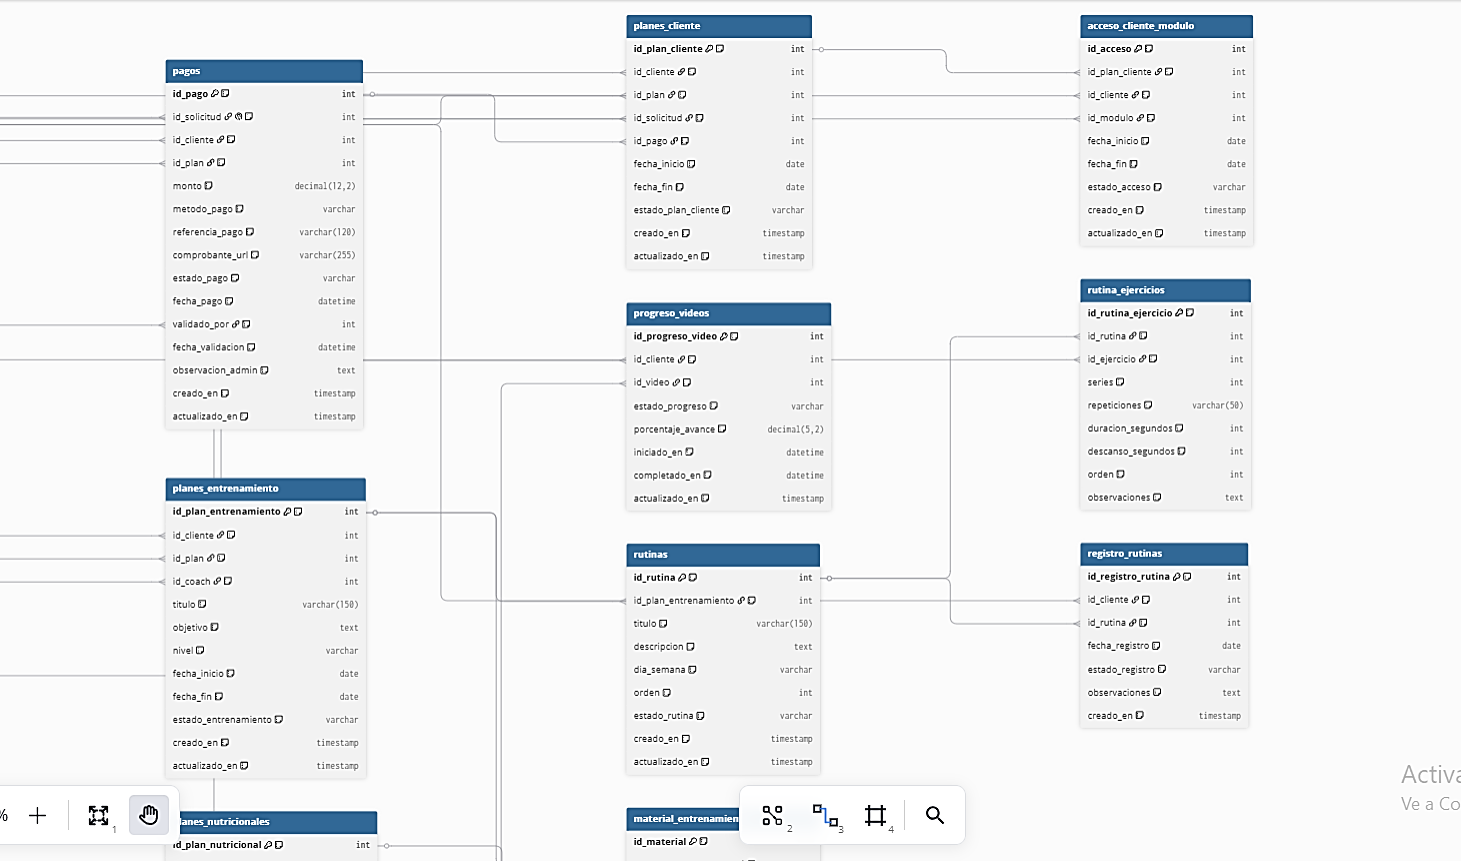 pagos
id_pago int
id_solicitud int
id_cliente int
id_plan int
monto decimal(12,2)
metodo_pago varchar
referencia_pago varchar(120)
comprobante_url varchar(255)
estado_pago varchar
fecha_pago datetime
validado_por int
fecha_validacion datetime
observacion_admin text
creado_en timestamp
actualizado_en timestamp
planes_entrenamiento
id_plan_entrenamiento int
id_cliente int
id_plan int
id_coach int
titulo varchar(150)
objetivo text
nivel varchar
fecha_inicio date
fecha_fin date
estado_entrenamiento varchar
creado_en timestamp
actualizado_en timestamp
lanes_nutricionales
id_plan_nutricional int
planes_cliente
id_plan_cliente int
id_cliente int
id_plan int
id_solicitud int
id_pago int
fecha_inicio date
fecha_fin date
estado_plan_cliente varchar
creado_en timestamp
actualizado_en timestamp
progreso_videos
id_progreso_video int
id_cliente int
id_video int
estado_progreso varchar
porcentaje_avance decimal(5,2)
iniciado_en datetime
completado_en datetime
actualizado_en timestamp
rutinas
id_rutina int
id_plan_entrenamiento int
titulo varchar(150)
descripcion text
dia_semana varchar
orden int
estado_rutina varchar
creado_en timestamp
actualizado_en timestamp
material_entrenamien
id_material
acceso_cliente_modulo
id_acceso int
id_plan_cliente int
id_cliente int
id_modulo int
fecha_inicio date
fecha_fin date
estado_acceso varchar
creado_en timestamp
actualizado_en timestamp
rutina_ejercicios
id_rutina_ejercicio int
id_rutina int
id_ejercicio int
series int
repeticiones varchar(50)
duracion_segundos int
descanso_segundos int
orden int
observaciones text
registro_rutinas
id_registro_rutina int
id_cliente int
id_rutina int
fecha_registro date
estado_registro varchar
observaciones text
creado_en timestamp
% 1
2 3 4
Activa
Ve a Co